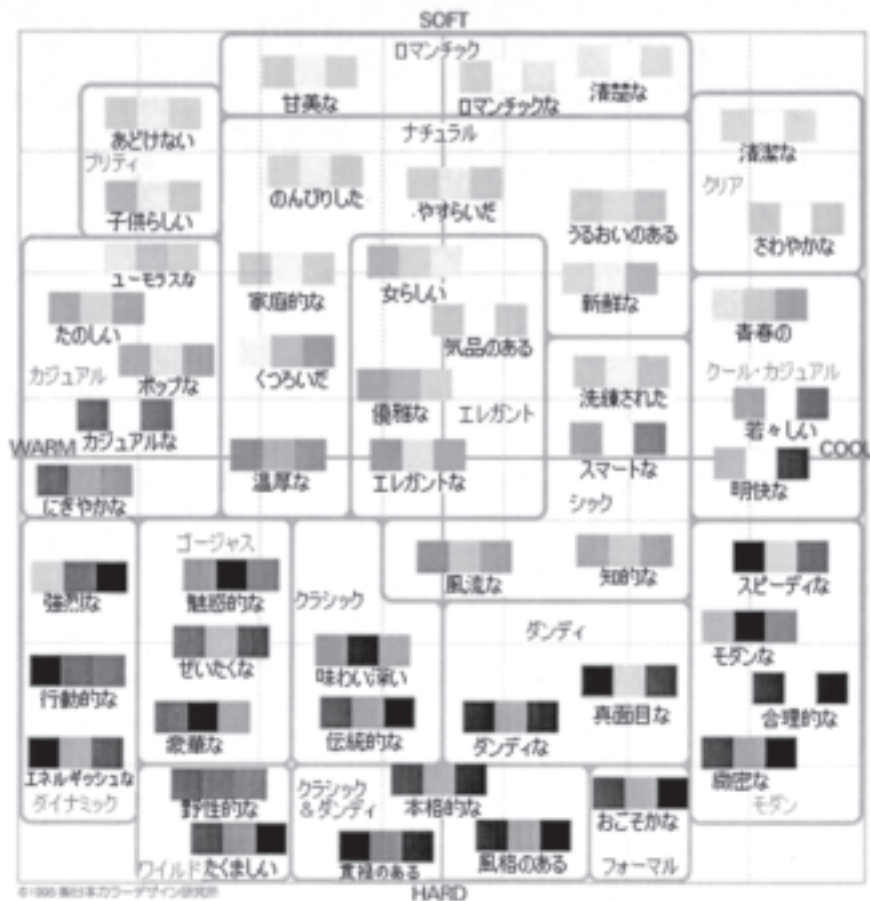 SOFT
ロマンチック
甘美な
ロマンチックな
清楚な
あどけない
プリティ
子供らしい
ナチュラル
のんびりした
やすらいだ
うるおいのある
清潔な
クリア
さわやかな
ユーモラスな
たのしい
カジュアル
ポップな
カジュアルな
にぎやかな
家庭的な
くつろいだ
温厚な
女らしい
気品のある
優雅な
エレガント
エレガントな
新鮮な
洗練された
スマートな
シック
青春の
クール・カジュアル
若々しい
明快な
WARM
COOL
強烈な
行動的な
エネルギッシュな
ダイナミック
ゴージャス
魅惑的な
ぜいたくな
豪華な
クラシック
味わい深い
伝統的な
風流な
知的な
ダンディ
真面目な
ダンディな
スピーディな
モダンな
合理的な
緻密な
モダン
野性的な
ワイルド
たくましい
クラシック
&ダンディ
本格的な
貫禄のある
風格のある
おごそかな
フォーマル
HARD